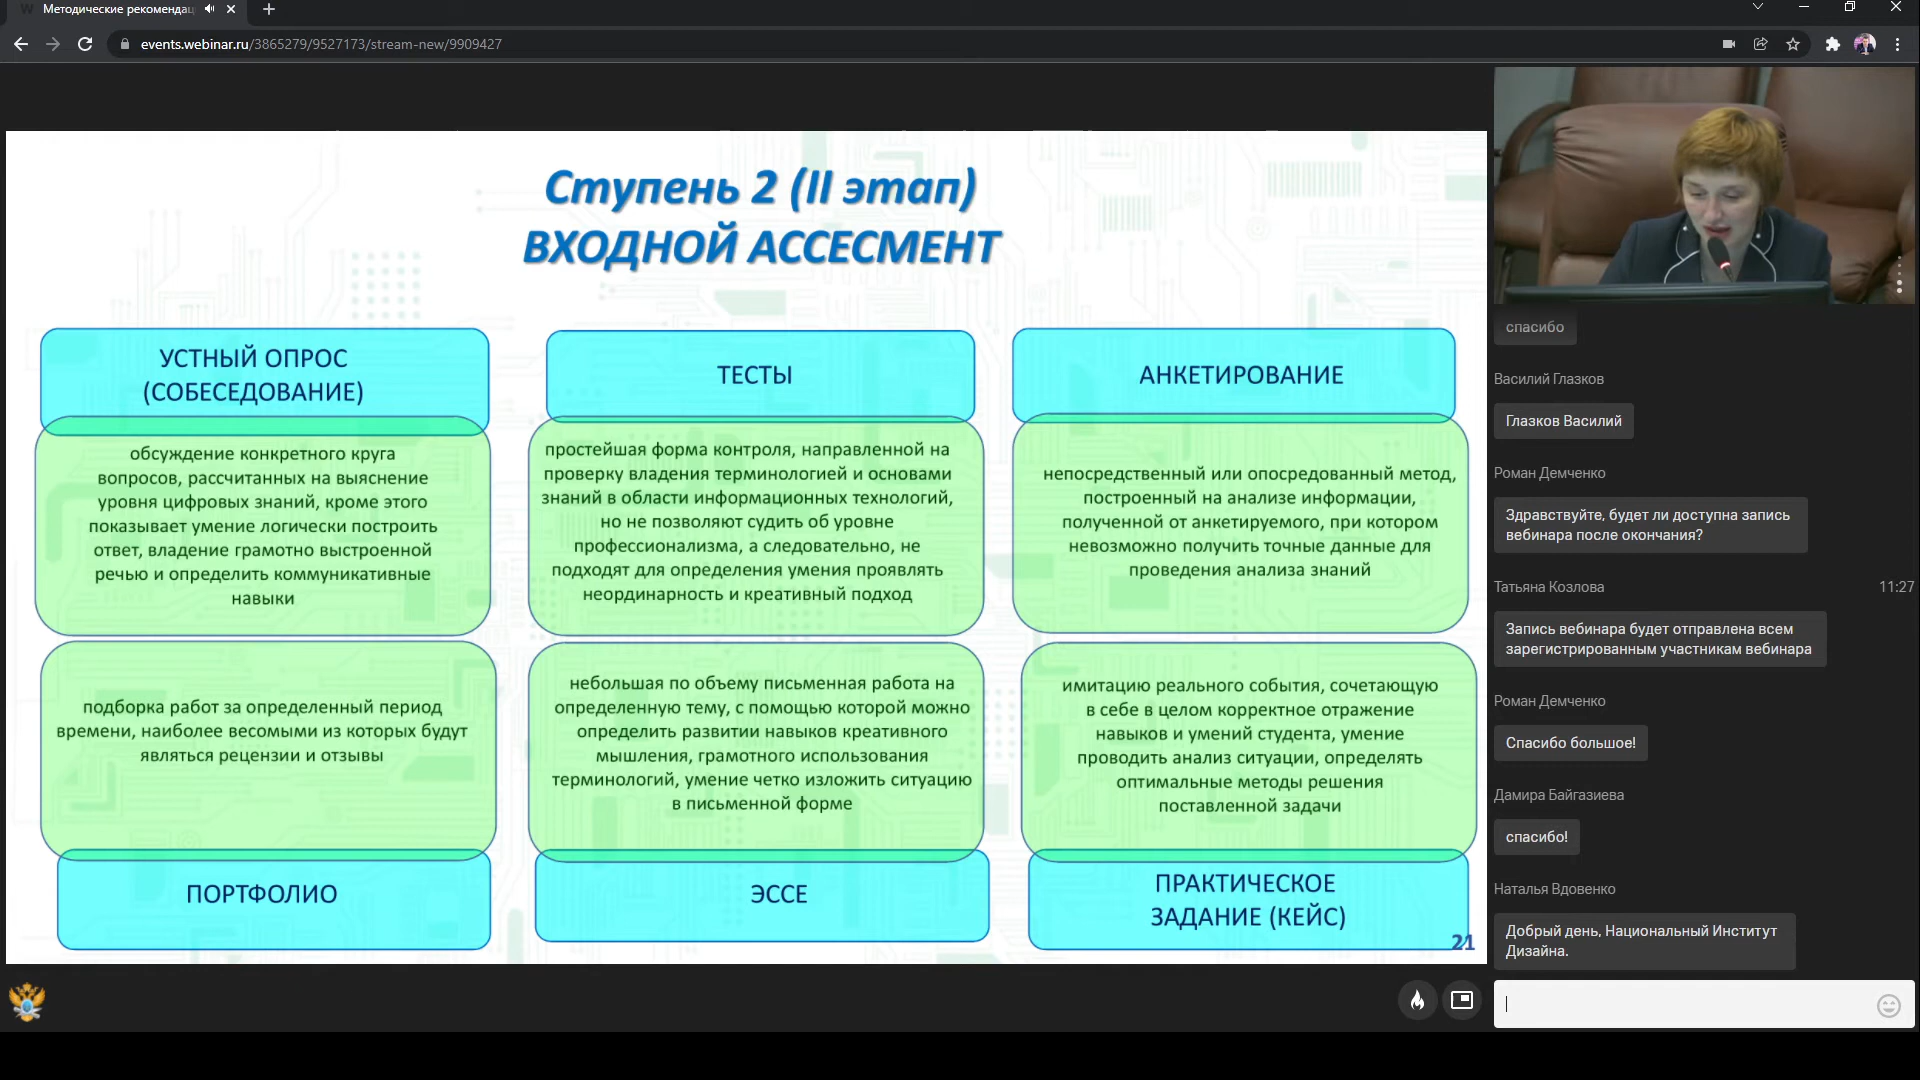 Методические рекомендац
events.webinar.ru/3865279/9527173/stream-new/9909427
Ступень 2 (II этап)
ВХОДНОЙ АССЕСМЕНТ
УСТНЫЙ ОПРОС
(СОБЕСЕДОВАНИЕ)
обсуждение конкретного круга
вопросов, рассчитанных на выяснение
уровня цифровых знаний, кроме этого
показывает умение логически построить
ответ, владение грамотно выстроенной
речью и определить коммуникативные
навыки
ТЕСТЫ
простейшая форма контроля, направленной на
проверку владения терминологией и основами
знаний в области информационных технологий,
но не позволяют судить об уровне
профессионализма, а следовательно, не
подходят для определения умения проявлять
неординарность и креативный подход
АНКЕТИРОВАНИЕ
непосредственный или опосредованный метод,
построенный на анализе информации,
полученной от анкетируемого, при котором
невозможно получить точные данные для
проведения анализа знаний
подборка работ за определенный период
времени, наиболее весомыми из которых будут
являться рецензии и отзывы
ПОРТФОЛИО
небольшая по объему письменная работа на
определенную тему, с помощью которой можно
определить развитии навыков креативного
мышления, грамотного использования
терминологий, умение четко изложить ситуацию
в письменной форме
ЭССЕ
имитацию реального события, сочетающую
в себе в целом корректное отражение
навыков и умений студента, умение
проводить анализ ситуации, определять
оптимальные методы решения
поставленной задачи
ПРАКТИЧЕСКОЕ
ЗАДАНИЕ (КЕЙС)
21
спасибо
Василий Глазков
Глазков Василий
Роман Демченко
Здравствуйте, будет ли доступна запись
вебинара после окончания?
Татьяна Козлова 11:27
Запись вебинара будет отправлена всем
зарегистрированным участникам вебинара
Роман Демченко
Спасибо большое!
Дамира Байгазиева
спасибо!
Наталья Вдовенко
Добрый день, Национальный Институт
Дизайна.